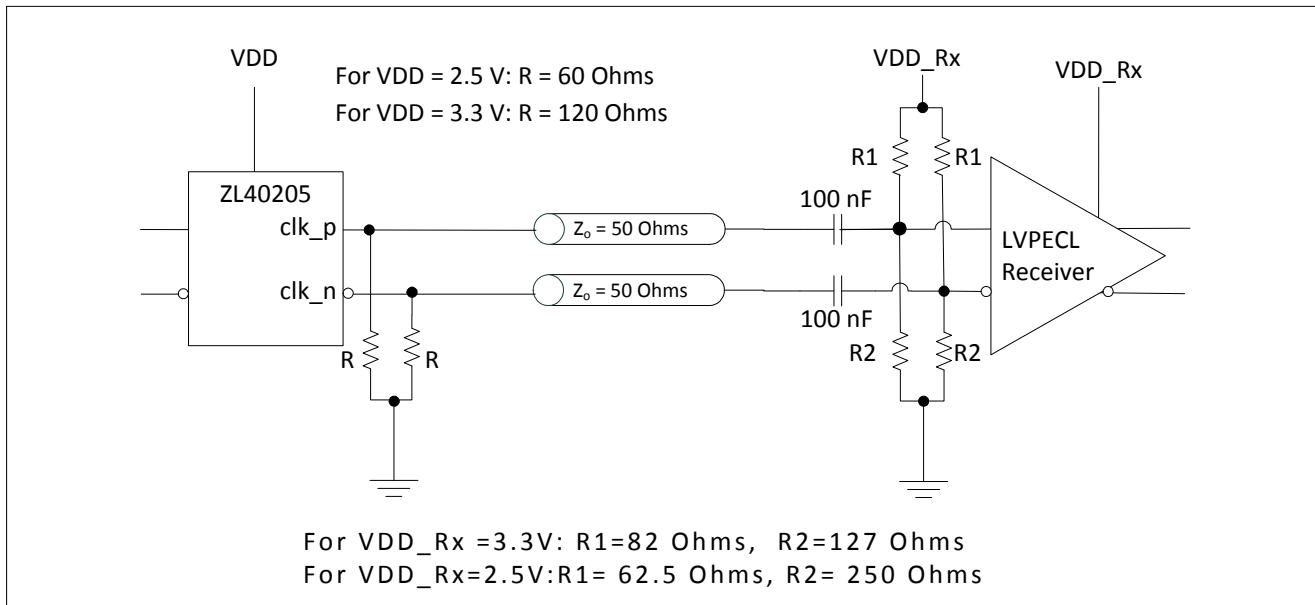 VDD
For VDD = 2.5 V: R = 60 Ohms
For VDD = 3.3 V: R = 120 Ohms
VDD_Rx
VDD_Rx
R1
R1
ZL40205
100 nF
clk_p
Zo = 50 Ohms
LVPECL
Receiver
clk_n
Zo = 50 Ohms
100 nF
R
R
R2
R2
For VDD_Rx =3.3V: R1=82 Ohms, R2=127 Ohms
For VDD_Rx=2.5V:R1= 62.5 Ohms, R2= 250 Ohms